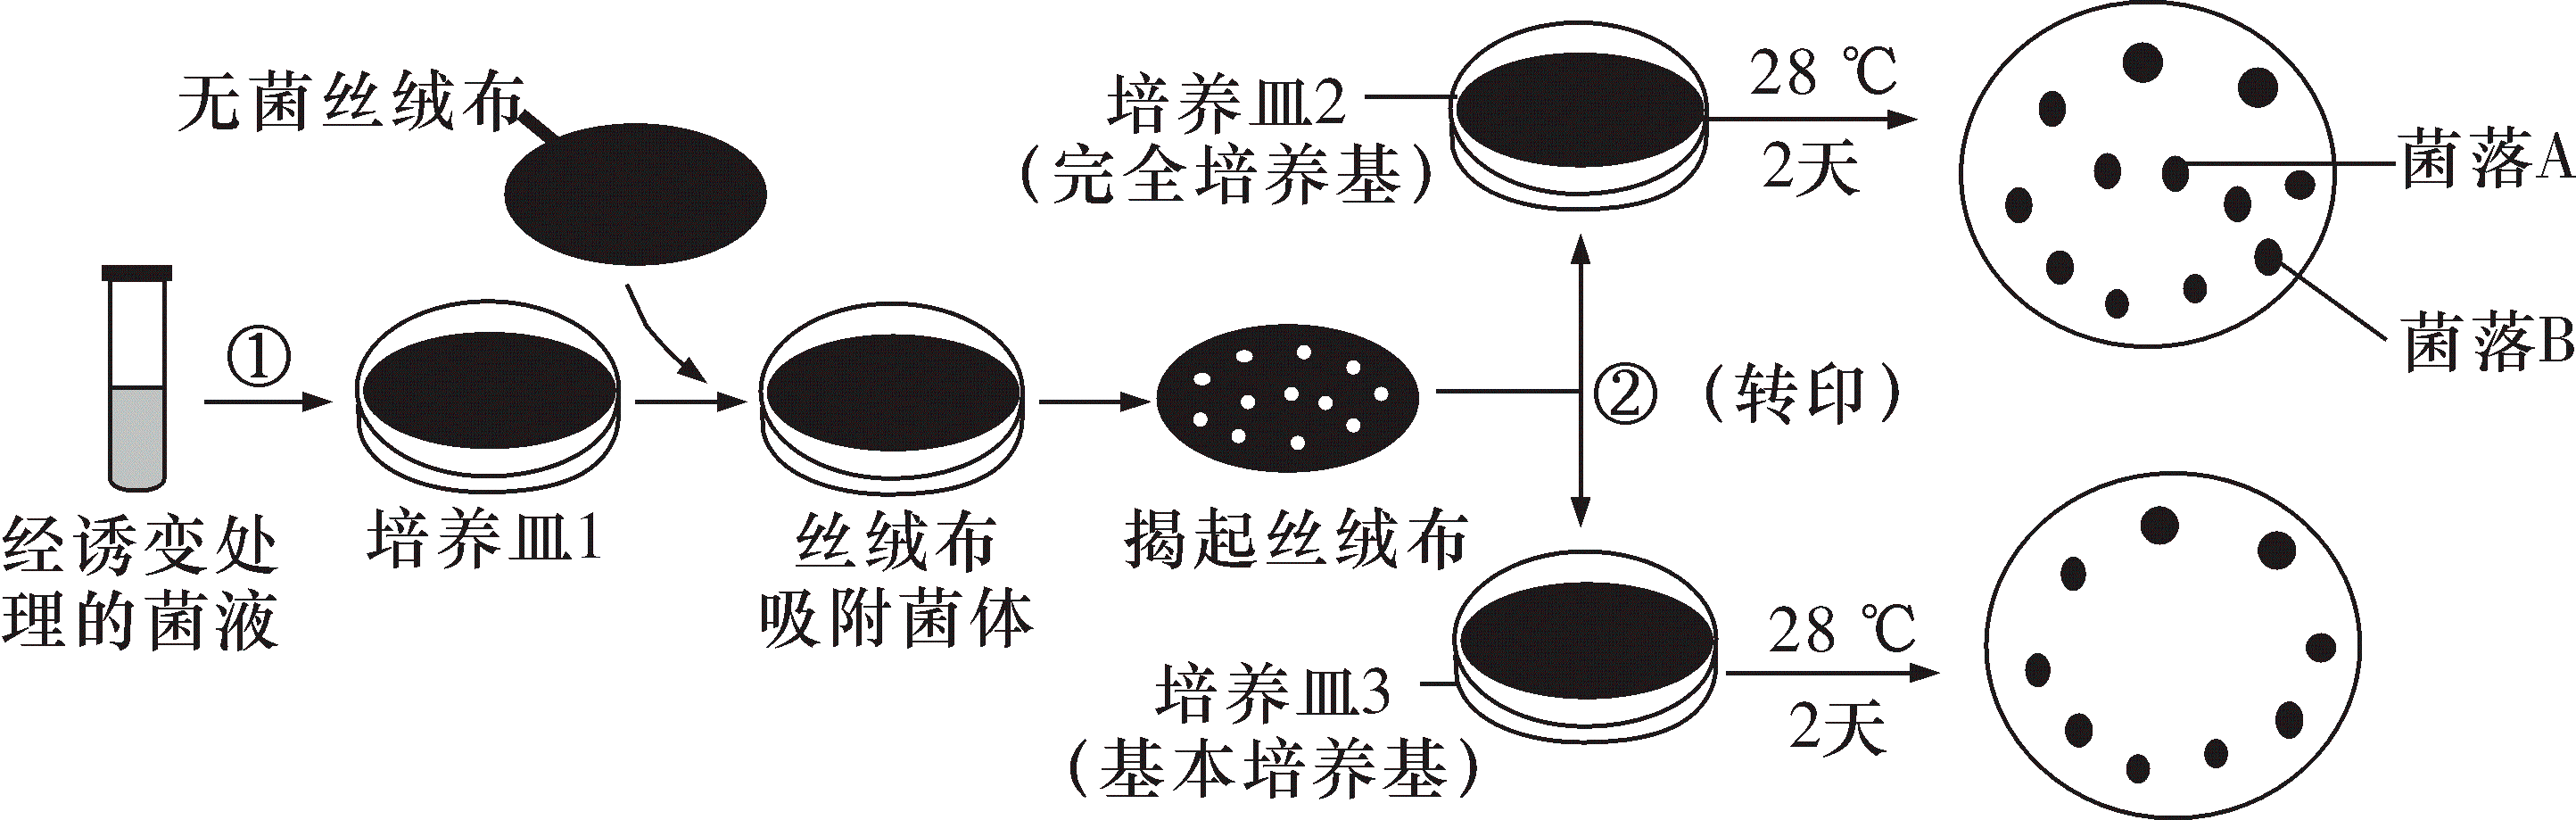 无菌丝绒布
①
经诱变处
理的菌液
培养皿1
丝绒布
吸附菌体
揭起丝绒布
②（转印）
培养皿2
（完全培养基）
28 ℃
2天
菌落A
菌落B
培养皿3
（基本培养基）
28 ℃
2天